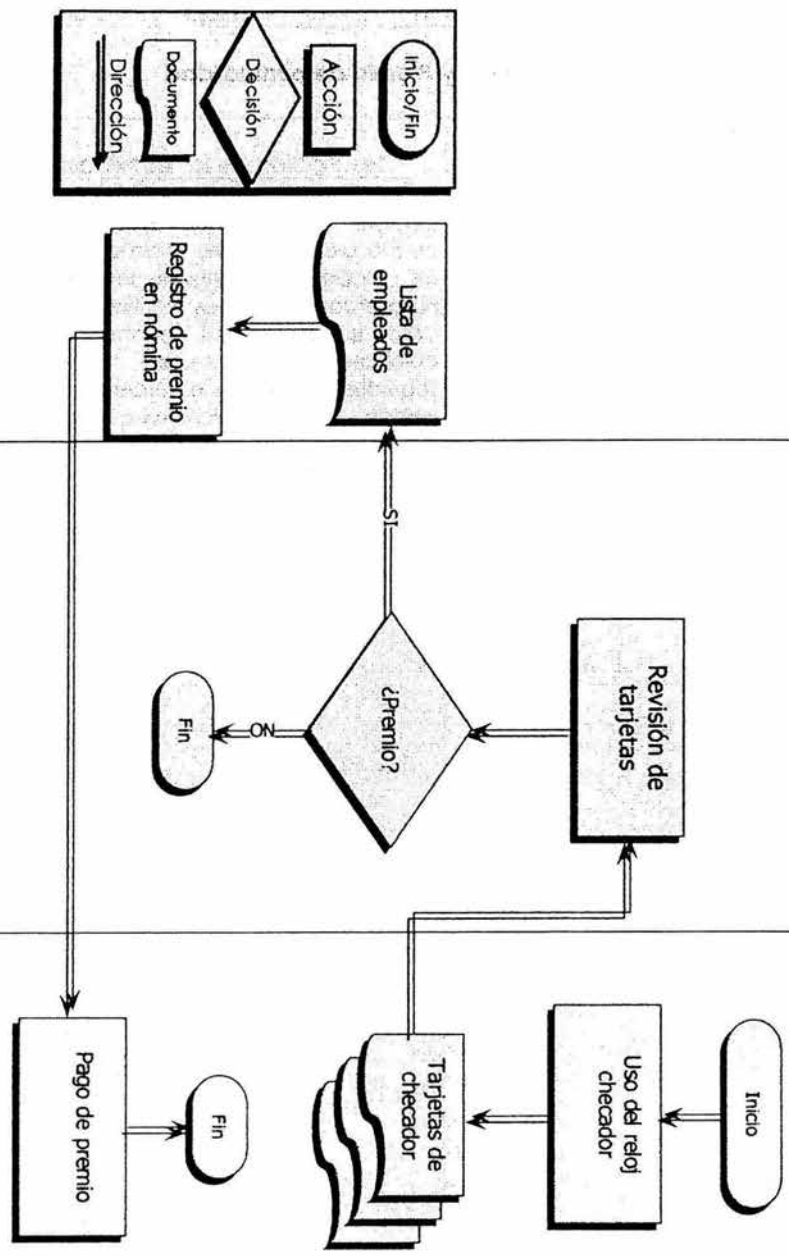 Inicio
Uso del reloj
checador
Tarjetas de
checador
Revisión de
tarjetas
¿Premio?
SI
NO
Fin
Lista de
empleados
Registro de premio
en nómina
Pago de premio
Fin
Inicio/Fin
Acción
Decisión
Documento
Dirección